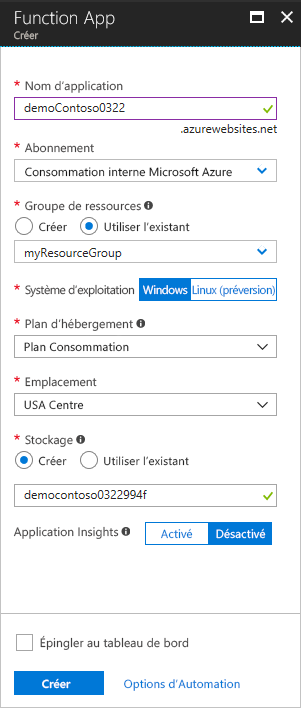 Function App
Créer
* Nom d'application
demoContoso0322
.azurewebsites.net
* Abonnement
Consommation interne Microsoft Azure
* Groupe de ressources
Créer Utiliser l'existant
myResourceGroup
* Système d'exploitation Windows Linux (préversion)
* Plan d'hébergement
Plan Consommation
* Emplacement
USA Centre
* Stockage
Créer Utiliser l'existant
democontoso0322994f
Application Insights Activé Désactivé
Épingler au tableau de bord
Créer Options d'Automation